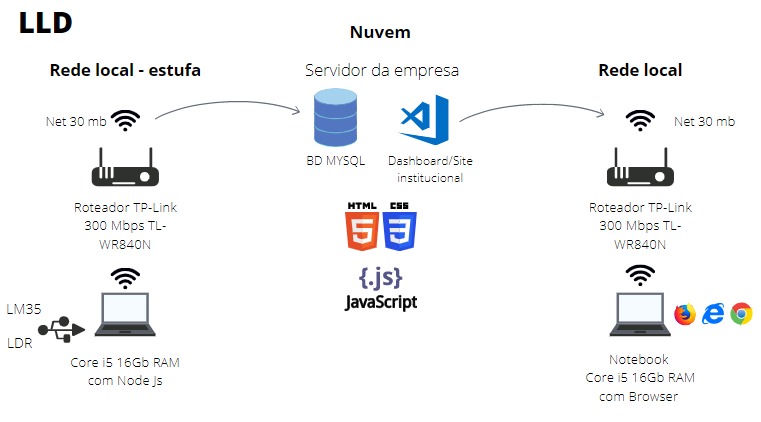 LLD
Nuvem
Rede local - estufa
Servidor da empresa
Rede local
Net 30 mb
Net 30 mb
BD MYSQL
Dashboard/Site
institucional
Roteador TP-Link
300 Mbps TL-
WR840N
HTML
5
CSS
3
{.js}
JavaScript
Roteador TP-Link
300 Mbps TL-
WR840N
LM35
LDR
Core i5 16Gb RAM
com Node Js
Notebook
Core i5 16Gb RAM
com Browser